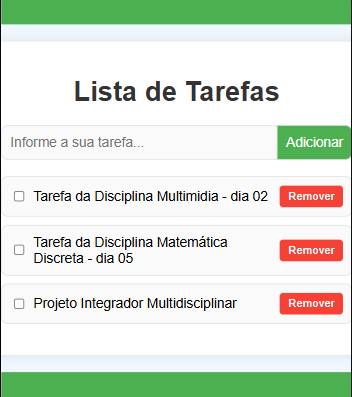 Lista de Tarefas
Informe a sua tarefa...
Adicionar
Tarefa da Disciplina Multimidia - dia 02
Remover
Tarefa da Disciplina Matemática
Discreta - dia 05
Remover
Projeto Integrador Multidisciplinar
Remover